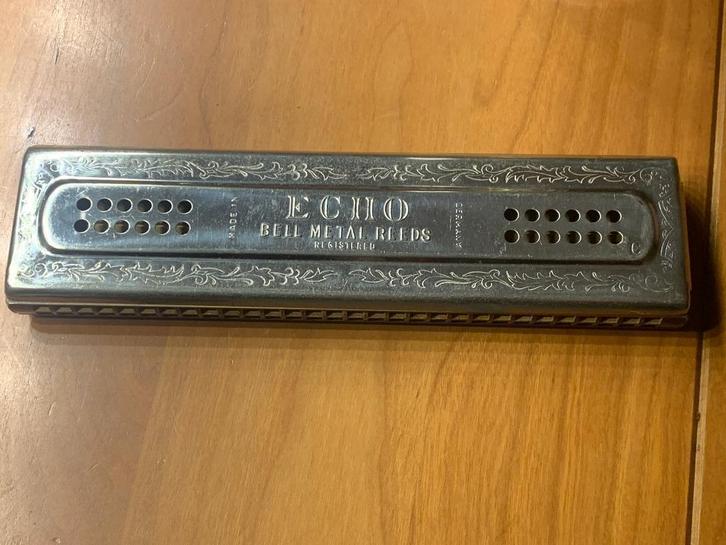 ECHO
BELL METAL REEDS
REGISTERED
MADE IN
GERMANY
C